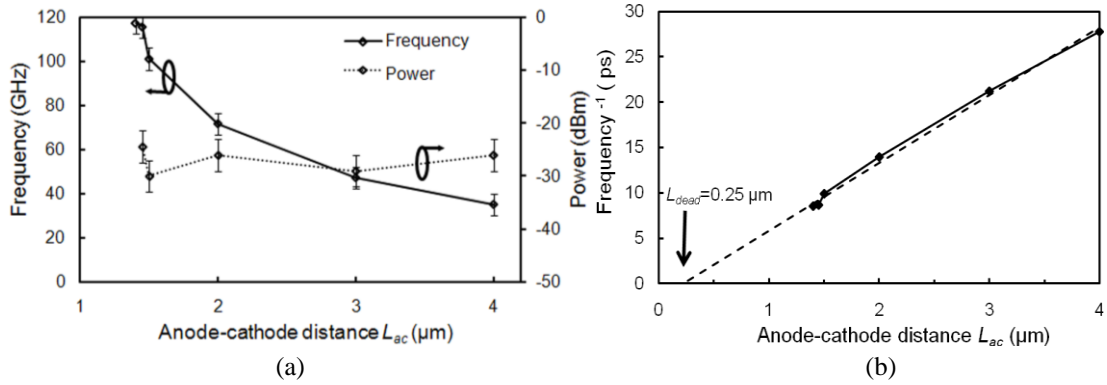 120
100
80
60
40
20
0
Frequency (GHz)
Frequency
Power
0
-10
-20
-30
-40
-50
Power (dBm)
1
2
3
4
Anode-cathode distance Lac (µm)
(a)
30
25
20
15
10
5
0
Frequency -1 ( ps)
Ldead=0.25 µm
0
1
2
3
4
Anode-cathode distance Lac (µm)
(b)